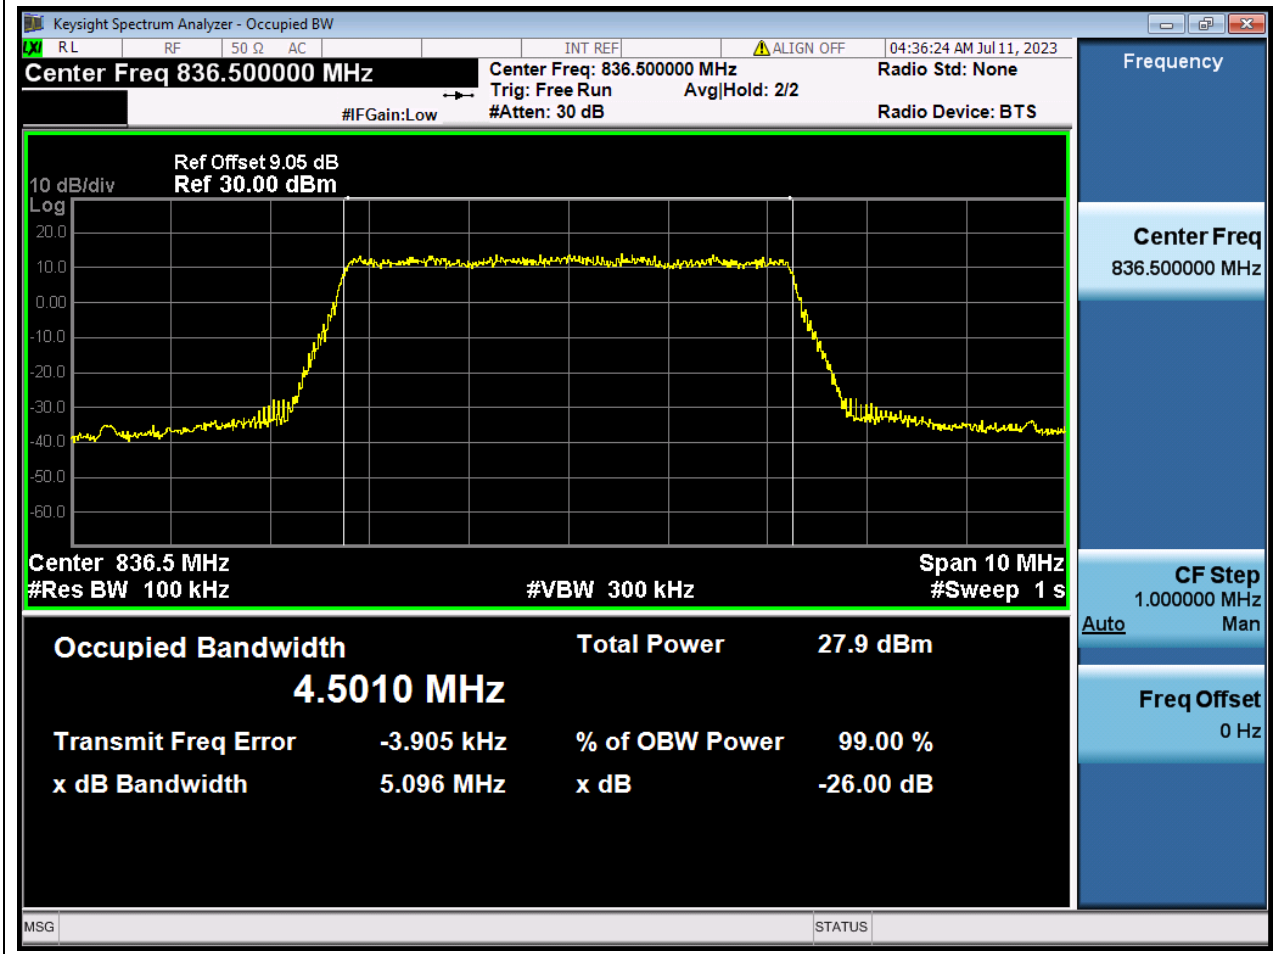 Keysight Spectrum Analyzer - Occupied BW
LXI RL RF 50 Ω AC INT REF ALIGN OFF 04:36:24 AM Jul 11, 2023
Center Freq 836.500000 MHz
Center Freq: 836.500000 MHz Radio Std: None
Trig: Free Run Avg|Hold: 2/2
#IFGain:Low #Atten: 30 dB Radio Device: BTS
Ref Offset 9.05 dB
10 dB/div Ref 30.00 dBm
Log
20.0
10.0
0.00
-10.0
-20.0
-30.0
-40.0
-50.0
-60.0
Center 836.5 MHz Span 10 MHz
#Res BW 100 kHz #VBW 300 kHz #Sweep 1 s
Occupied Bandwidth Total Power 27.9 dBm
4.5010 MHz
Transmit Freq Error -3.905 kHz % of OBW Power 99.00 %
x dB Bandwidth 5.096 MHz x dB -26.00 dB
MSG STATUS
Frequency
Center Freq
836.500000 MHz
CF Step
1.000000 MHz
Auto Man
Freq Offset
0 Hz